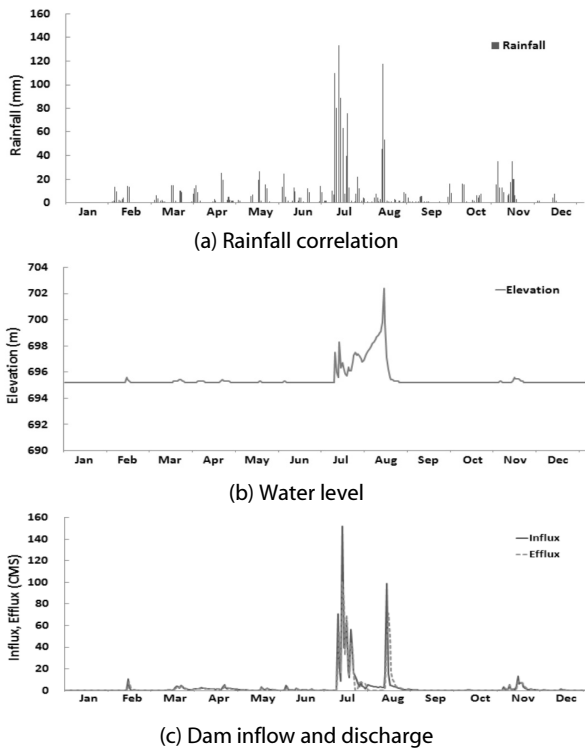 160
140
120
100
80
60
40
20
0
Rainfall (mm)
Rainfall
Jan Feb Mar Apr May Jun Jul Aug Sep Oct Nov Dec
(a) Rainfall correlation
704
702
700
698
696
694
692
690
Elevation (m)
Elevation
Jan Feb Mar Apr May Jun Jul Aug Sep Oct Nov Dec
(b) Water level
160
140
120
100
80
60
40
20
0
Influx, Efflux (CMS)
Influx
Efflux
Jan Feb Mar Apr May Jun Jul Aug Sep Oct Nov Dec
(c) Dam inflow and discharge